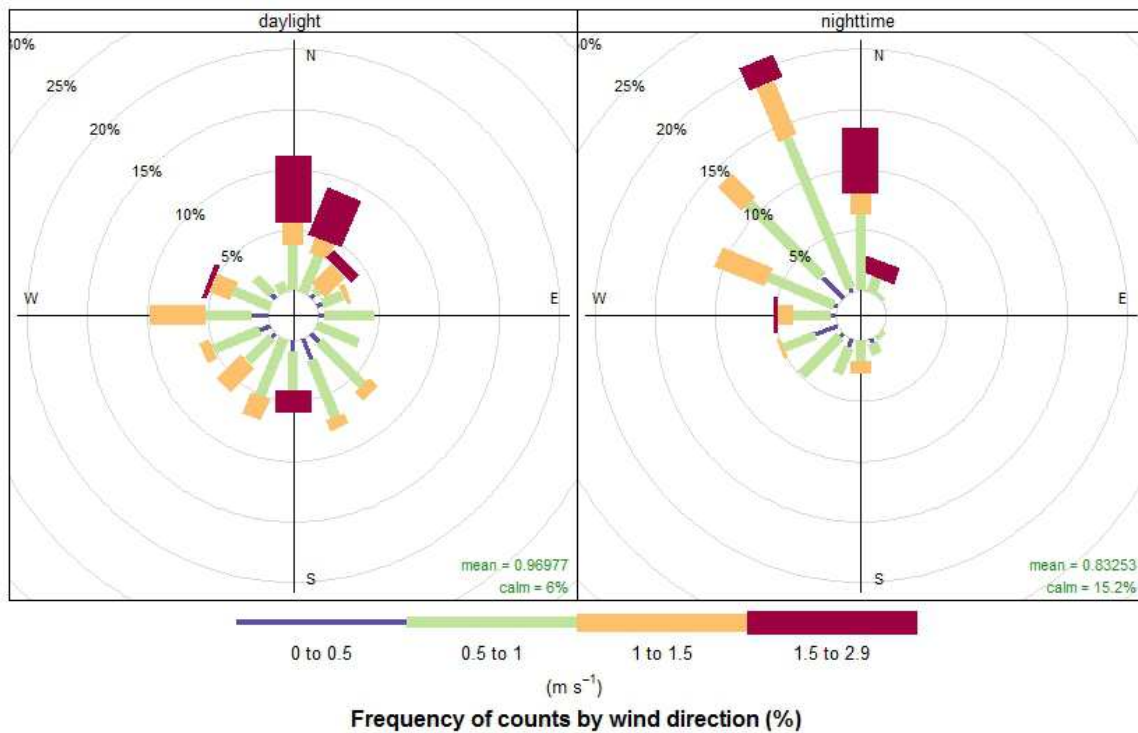 daylight
nighttime
30%
25%
20%
15%
10%
5%
N
W
E
S
mean = 0.96977
calm = 6%
0%
25%
20%
15%
10%
5%
N
W
E
S
mean = 0.83253
calm = 15.2%
0 to 0.5
0.5 to 1
1 to 1.5
1.5 to 2.9
(m s⁻¹)
Frequency of counts by wind direction (%)